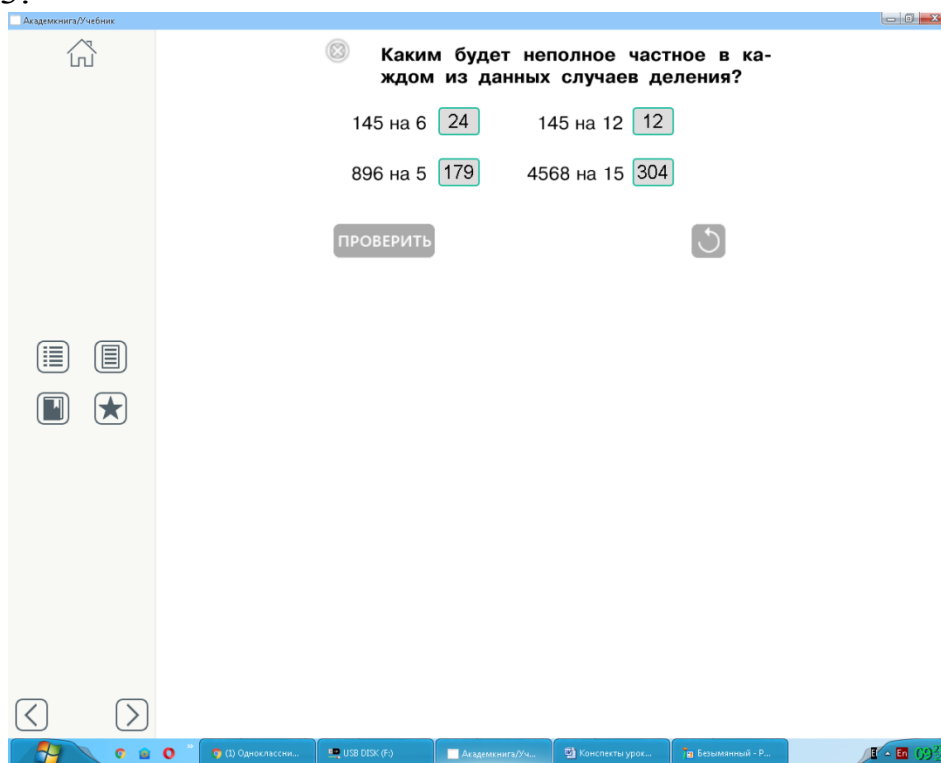 Академкнига/Учебник
Каким будет неполное частное в ка-
ждом из данных случаев деления?
145 на 6 24 145 на 12 12
896 на 5 179 4568 на 15 304
ПРОВЕРИТЬ
(1) Одноклассни... USB DISK (F:) Академкнига/Уч... Конспекты урок... Безымянный - P... En